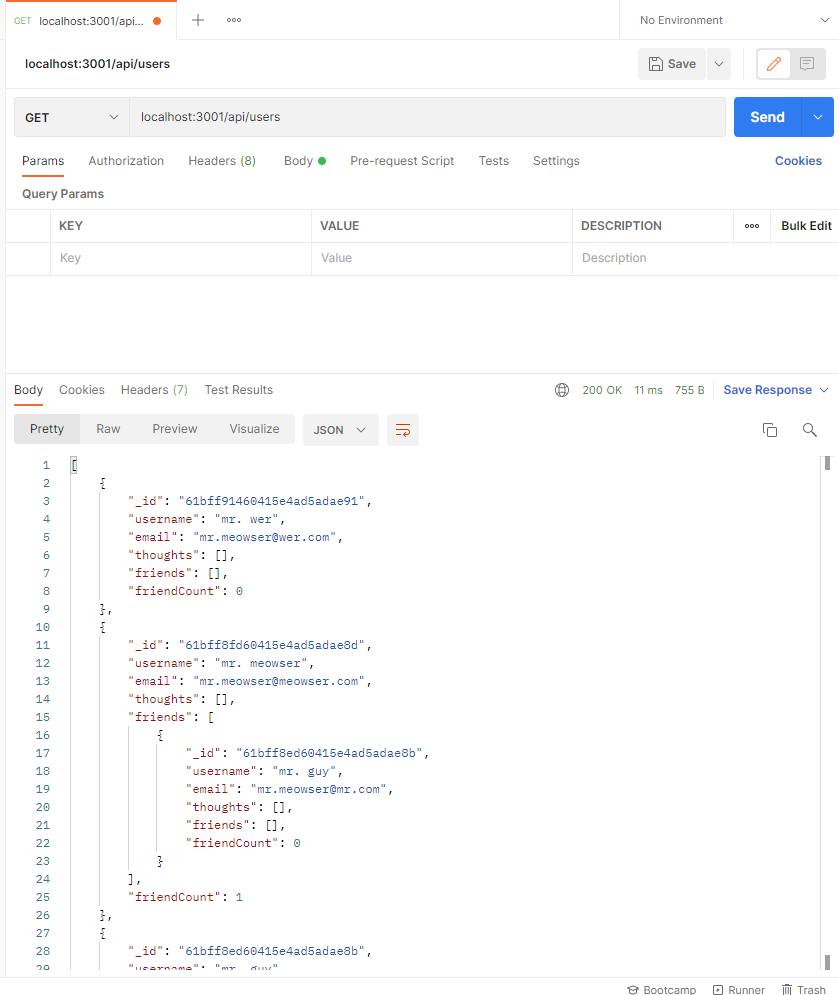 GET localhost:3001/api... No Environment
localhost:3001/api/users Save
GET localhost:3001/api/users Send
Params Authorization Headers (8) Body Pre-request Script Tests Settings Cookies
Query Params
KEY VALUE DESCRIPTION Bulk Edit
Key Value Description
Body Cookies Headers (7) Test Results 200 OK 11 ms 755 B Save Response
Pretty Raw Preview Visualize JSON
1 [
2 {
3 "_id": "61bff91460415e4ad5adae91",
4 "username": "mr. wer",
5 "email": "mr.meowser@wer.com",
6 "thoughts": [],
7 "friends": [],
8 "friendCount": 0
9 },
10 {
11 "_id": "61bff8fd60415e4ad5adae8d",
12 "username": "mr. meowser",
13 "email": "mr.meowser@meowser.com",
14 "thoughts": [],
15 "friends": [
16 {
17 "_id": "61bff8ed60415e4ad5adae8b",
18 "username": "mr. guy",
19 "email": "mr.meowser@mr.com",
20 "thoughts": [],
21 "friends": [],
22 "friendCount": 0
23 }
24 ],
25 "friendCount": 1
26 },
27 {
28 "_id": "61bff8ed60415e4ad5adae8b",
29 "username": "mr. guy"
Bootcamp Runner Trash